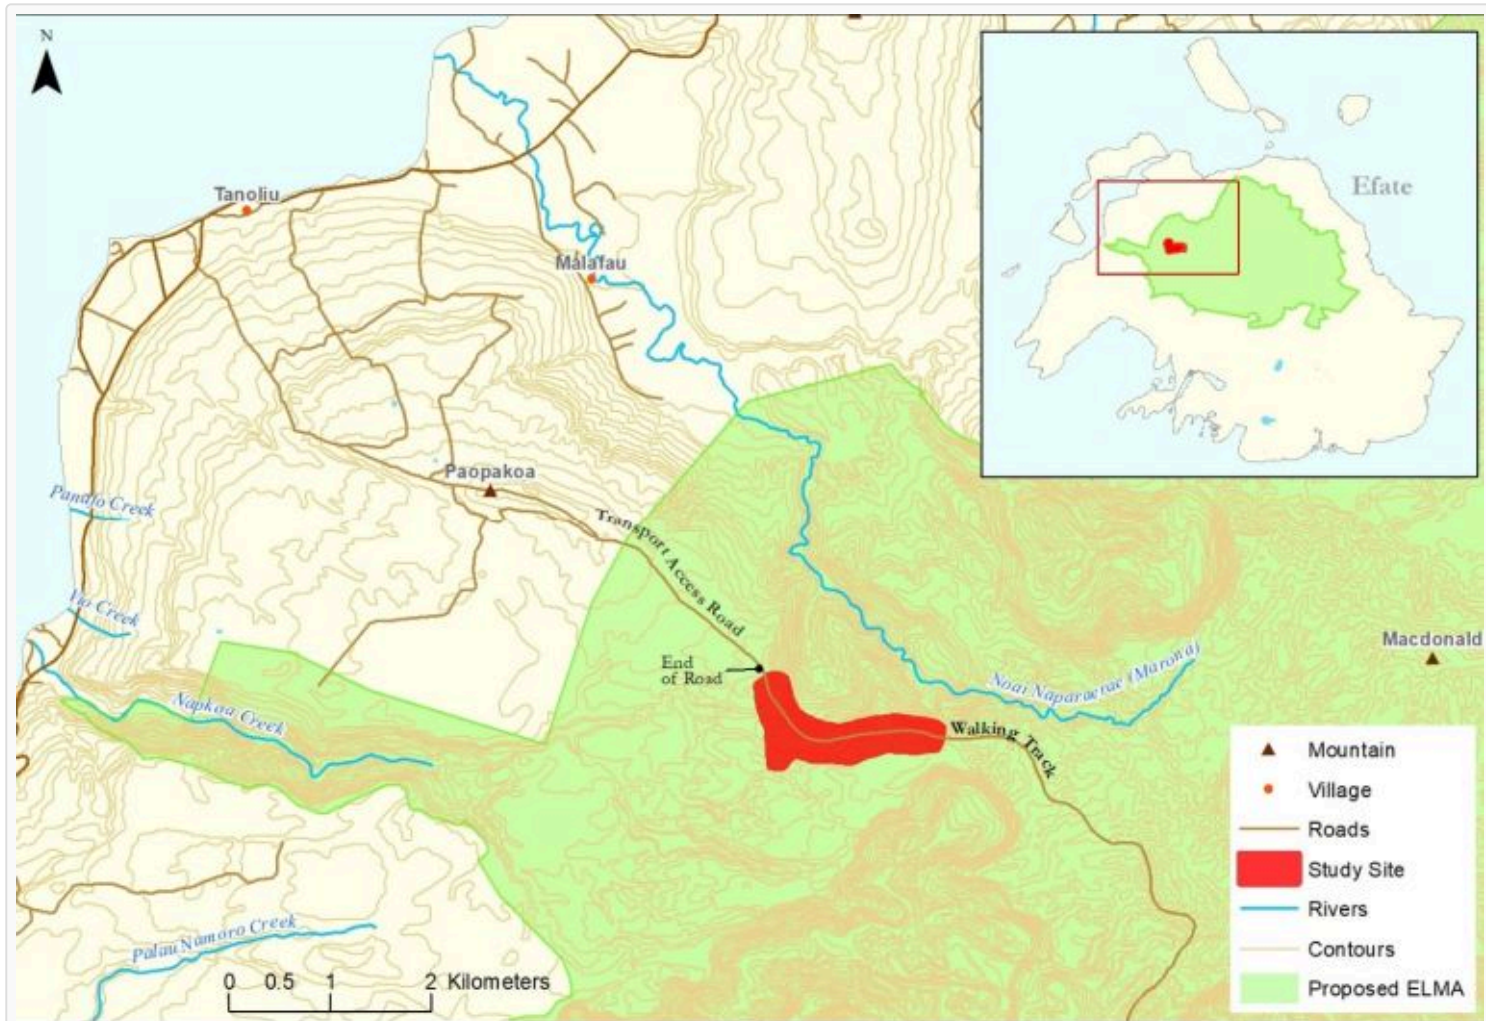 N
Efate
Tanoliu
Malafau
Paopakoa
Panafo Creek
Transport Access Road
Creek
End
of Road
Macdonald
Noai Naparaerae (Marona)
Napkoa Creek
Walking Track
Palau Namoro Creek
0 0.5 1 2 Kilometers
Mountain
Village
Roads
Study Site
Rivers
Contours
Proposed ELMA